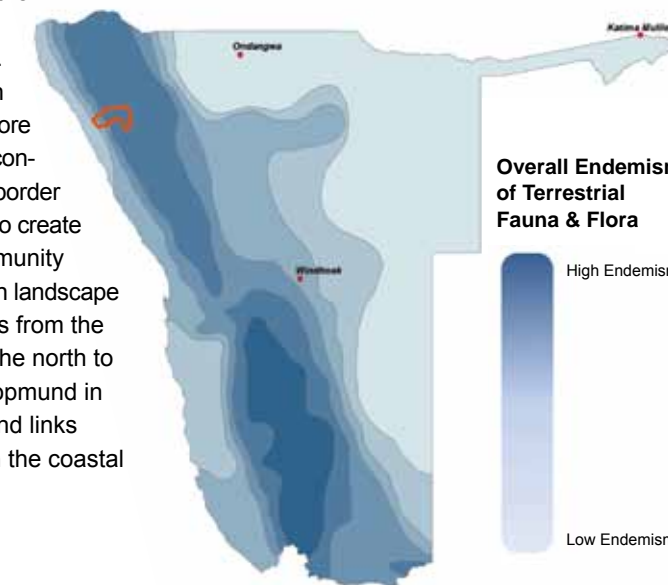 ore
con-
border
o create
munity
n landscape
s from the
he north to
opmund in
nd links
n the coastal
Ondangwa
Katima Mulilo
Windhoek
Overall Endemism
of Terrestrial
Fauna & Flora
High Endemism
Low Endemism